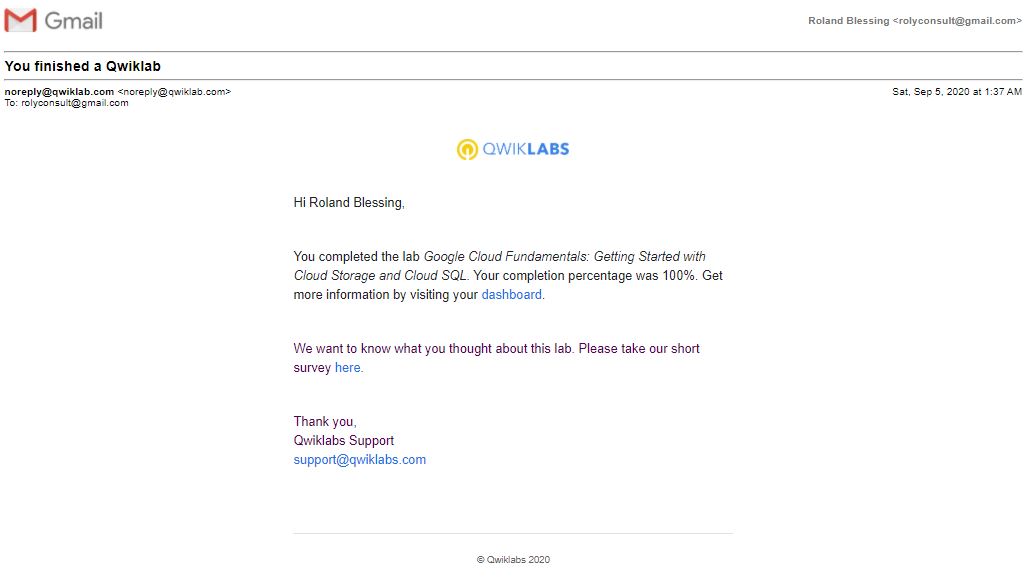 Gmail
Roland Blessing <rolyconsult@gmail.com>
You finished a Qwiklab
noreply@qwiklab.com <noreply@qwiklab.com>
Sat, Sep 5, 2020 at 1:37 AM
To: rolyconsult@gmail.com
QWIKLABS
Hi Roland Blessing,
You completed the lab Google Cloud Fundamentals: Getting Started with
Cloud Storage and Cloud SQL. Your completion percentage was 100%. Get
more information by visiting your dashboard.
We want to know what you thought about this lab. Please take our short
survey here.
Thank you,
Qwiklabs Support
support@qwiklabs.com
© Qwiklabs 2020